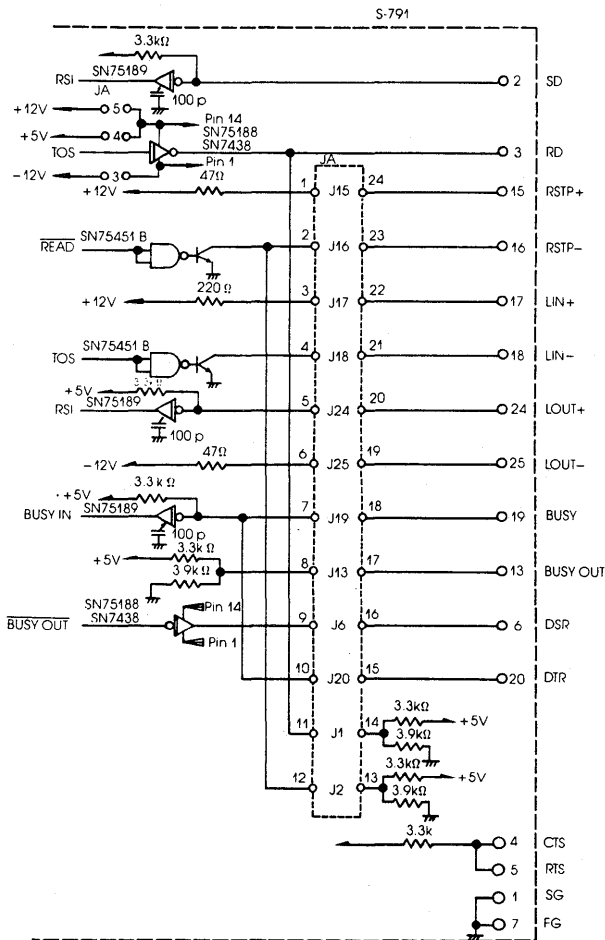 S-791
3.3kΩ
RSI SN75189 2 SD
JA 100 p
+12V 5 Pin 14
+5V 4 SN75188
TOS SN7438 3 RD
-12V 3 Pin 1 JA
+12V 47Ω 1 J15 24 15 RSTP+
READ SN75451 B 2 J16 23 16 RSTP-
220 Ω
+12V 3 J17 22 17 LIN+
TOS SN75451 B 4 J18 21 18 LIN-
+5V
RSI SN75189 5 J24 20 24 LOUT+
100 p
-12V 47Ω 6 J25 19 25 LOUT-
+5V 3.3 kΩ
BUSY IN SN75189 7 J19 18 19 BUSY
100 p
+5V 3.3kΩ
3.9kΩ 8 J13 17 13 BUSY OUT
SN75188 Pin 14
BUSY OUT SN7438 9 J6 16 6 DSR
Pin 1
10 J20 15 20 DTR
3.3kΩ
11 J1 14 +5V
3.9kΩ
3.3kΩ
12 J2 13 +5V
3.9kΩ
3.3k
4 CTS
5 RTS
1 SG
7 FG